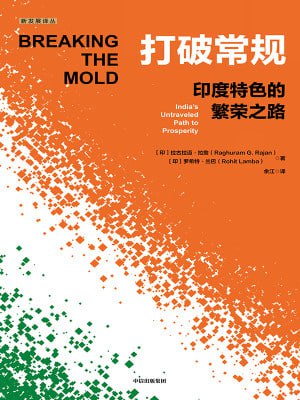 新发展译丛
BREAKING
THE
MOLD
打破常规
印度特色的
繁荣之路
India's
Untraveled
Path to
Prosperity
[印] 拉古拉迈·拉詹 (Raghuram G. Rajan)
[印] 罗希特·兰巴 (Rohit Lamba)
著
余江 译
中信出版集团